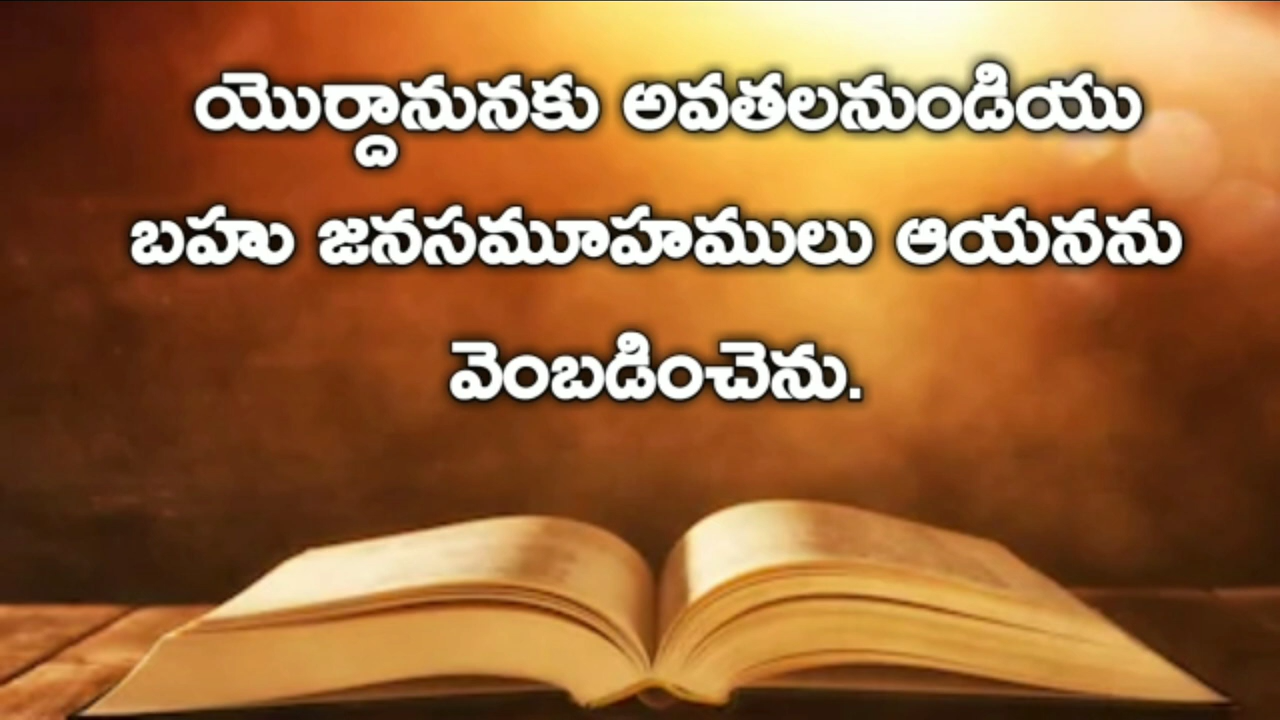 యొర్దానునకు అవతలనుండియు
బహు జనసమూహములు ఆయనను
వెంబడించెను.